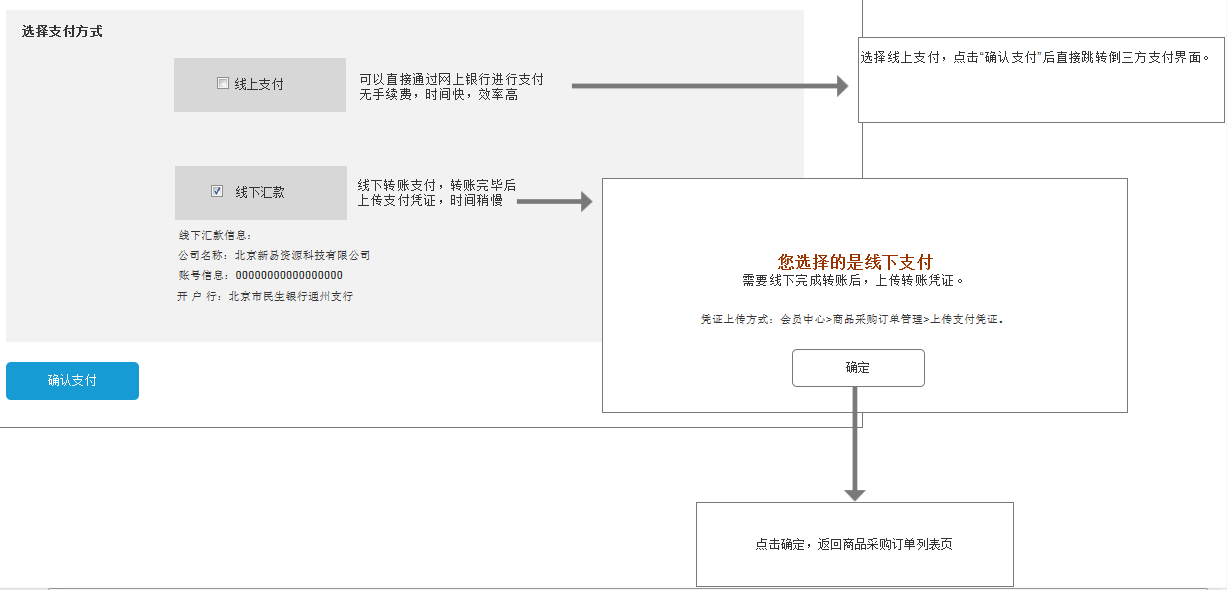 选择支付方式
线上支付
可以直接通过网上银行进行支付
无手续费，时间快，效率高
选择线上支付，点击“确认支付”后直接跳转倒三方支付界面。
线下汇款
线下转账支付，转账完毕后
上传支付凭证，时间稍慢
线下汇款信息：
公司名称：北京新易资源科技有限公司
账号信息：00000000000000000
开 户 行：北京市民生银行通州支行
您选择的是线下支付
需要线下完成转账后，上传转账凭证。
凭证上传方式：会员中心>商品采购订单管理>上传支付凭证.
确定
确认支付
点击确定，返回商品采购订单列表页